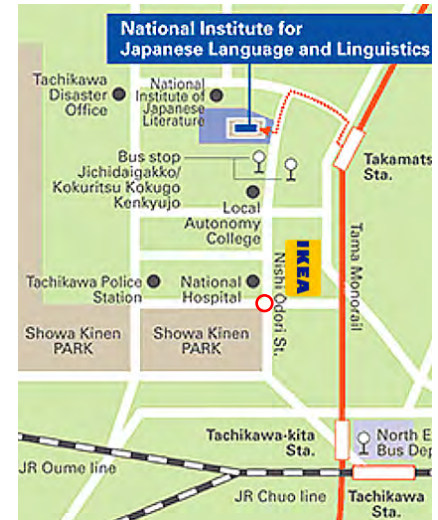 National Institute for
Japanese Language and Linguistics
Tachikawa
Disaster
Office
National
Institute of
Japanese
Literature
Takamats
Sta.
Bus stop
Jichidaigakko/
Kokuritsu Kokugo
Kenkyujo
Local
Autonomy
College
IKEA
Nishi Odori St.
Tama Monorail
Tachikawa Police
Station
National
Hospital
Showa Kinen
PARK
Showa Kinen
PARK
Tachikawa-kita
Sta.
North E
Bus Dep
JR Oume line
JR Chuo line
Tachikawa
Sta.